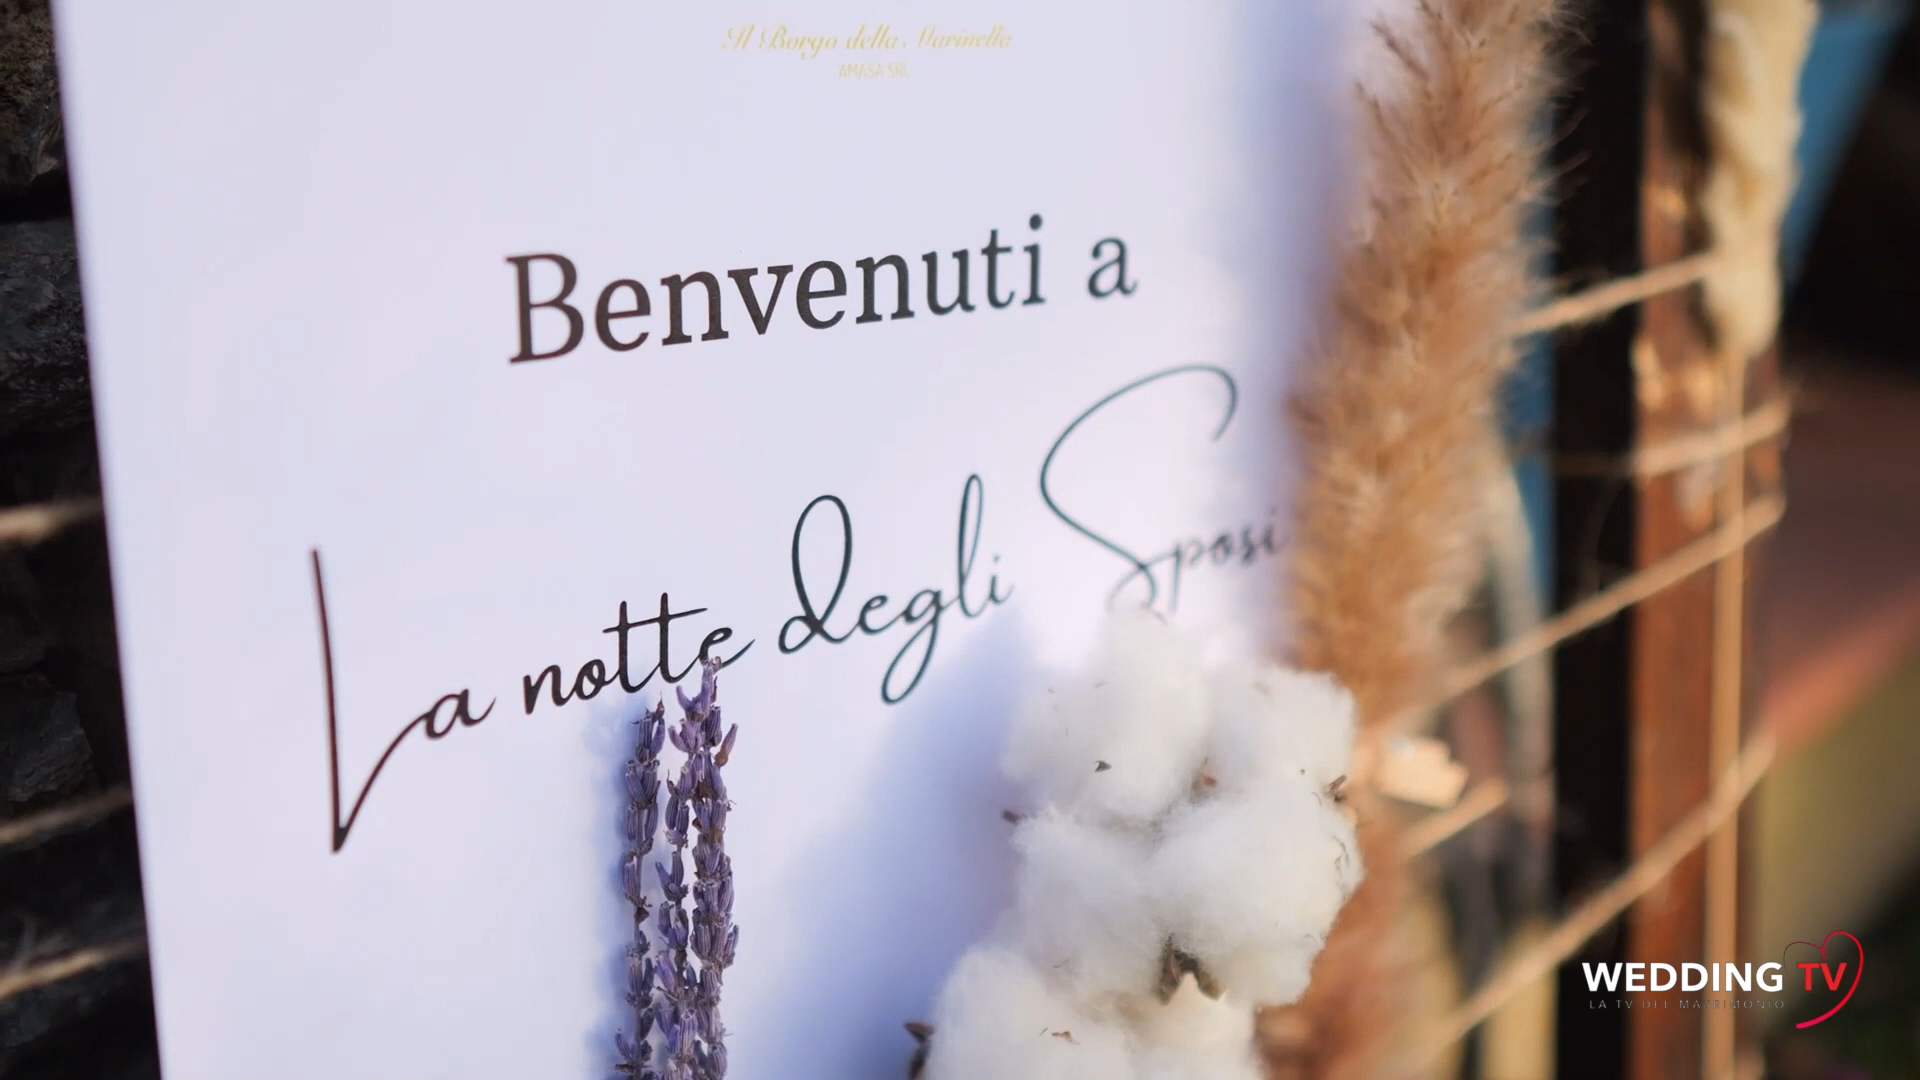 Il Borgo della Marinella
AMASA SRL
Benvenuti a
La notte degli Sposi
WEDDING TV
LA TV DEL MATRIMONIO